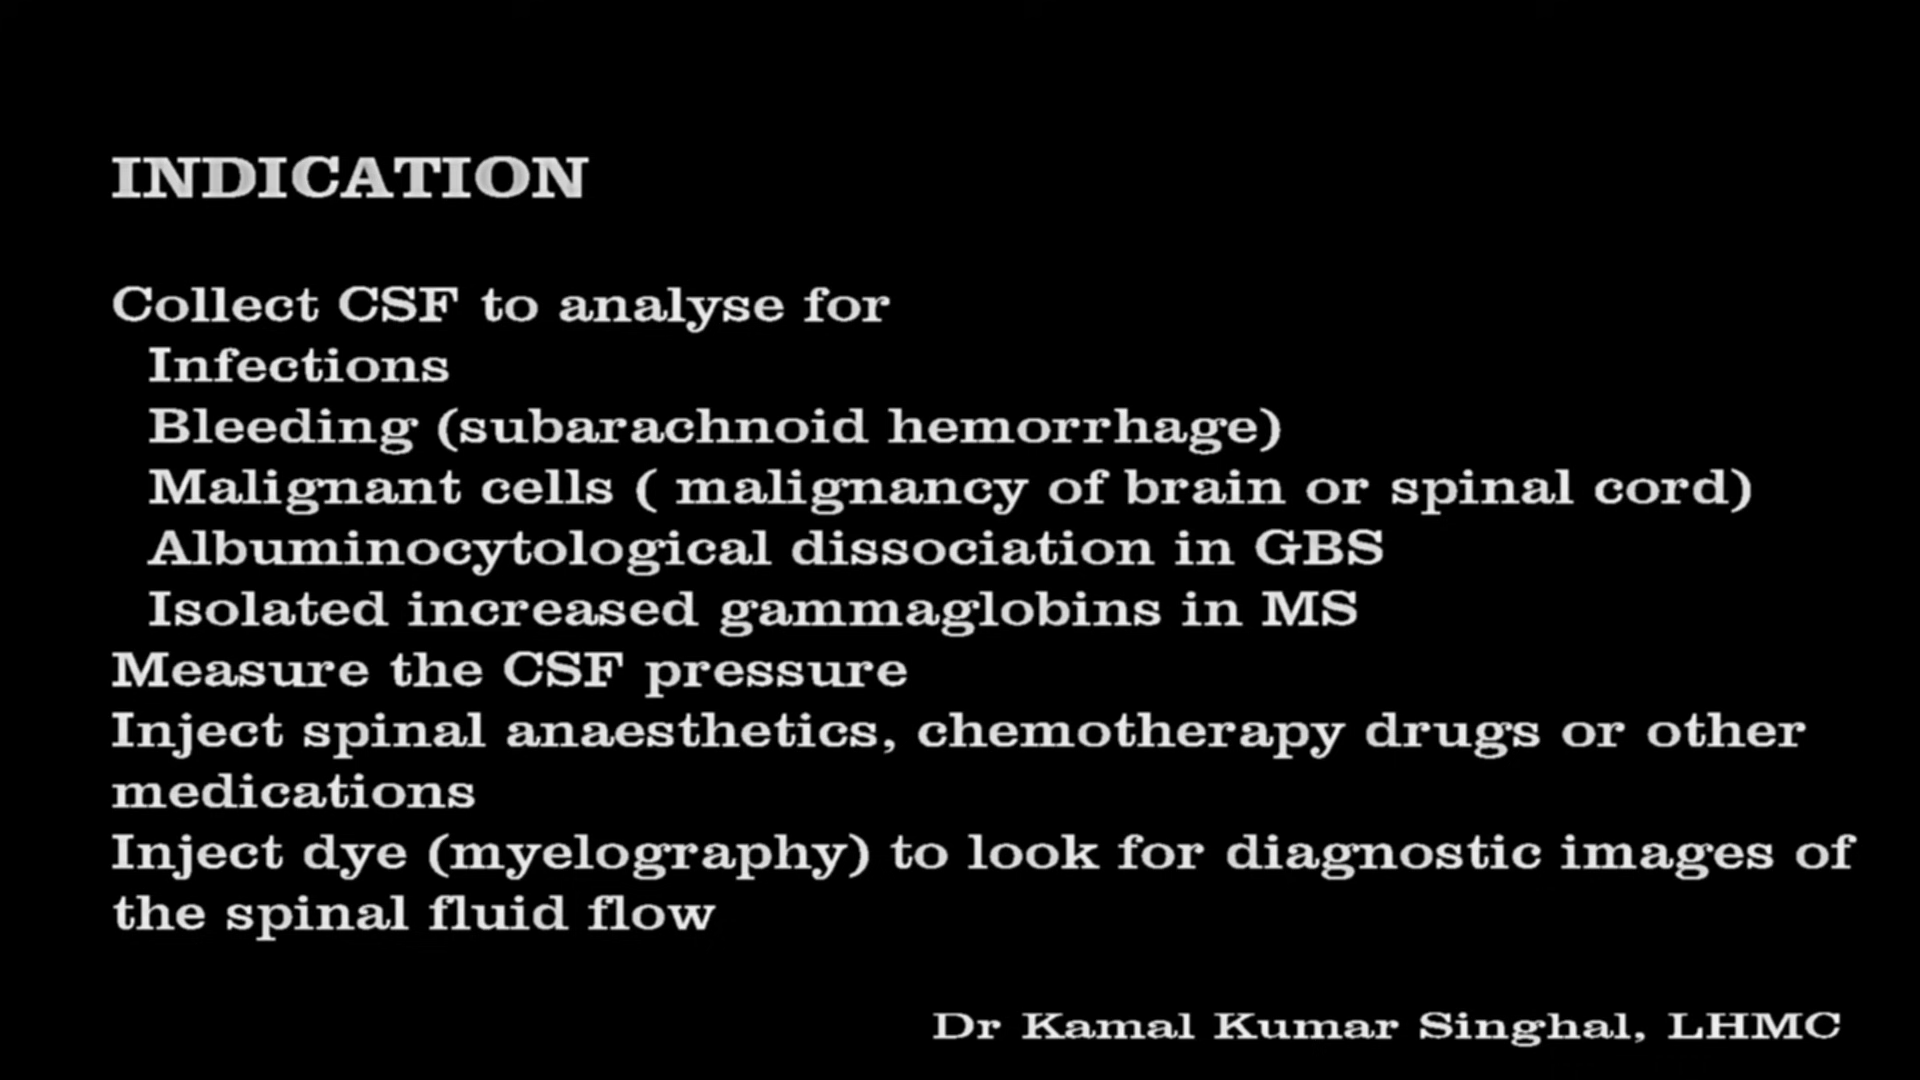 INDICATION
Collect CSF to analyse for
Infections
Bleeding (subarachnoid hemorrhage)
Malignant cells ( malignancy of brain or spinal cord)
Albuminocytological dissociation in GBS
Isolated increased gammaglobins in MS
Measure the CSF pressure
Inject spinal anaesthetics, chemotherapy drugs or other
medications
Inject dye (myelography) to look for diagnostic images of
the spinal fluid flow
Dr Kamal Kumar Singhal, LHMC